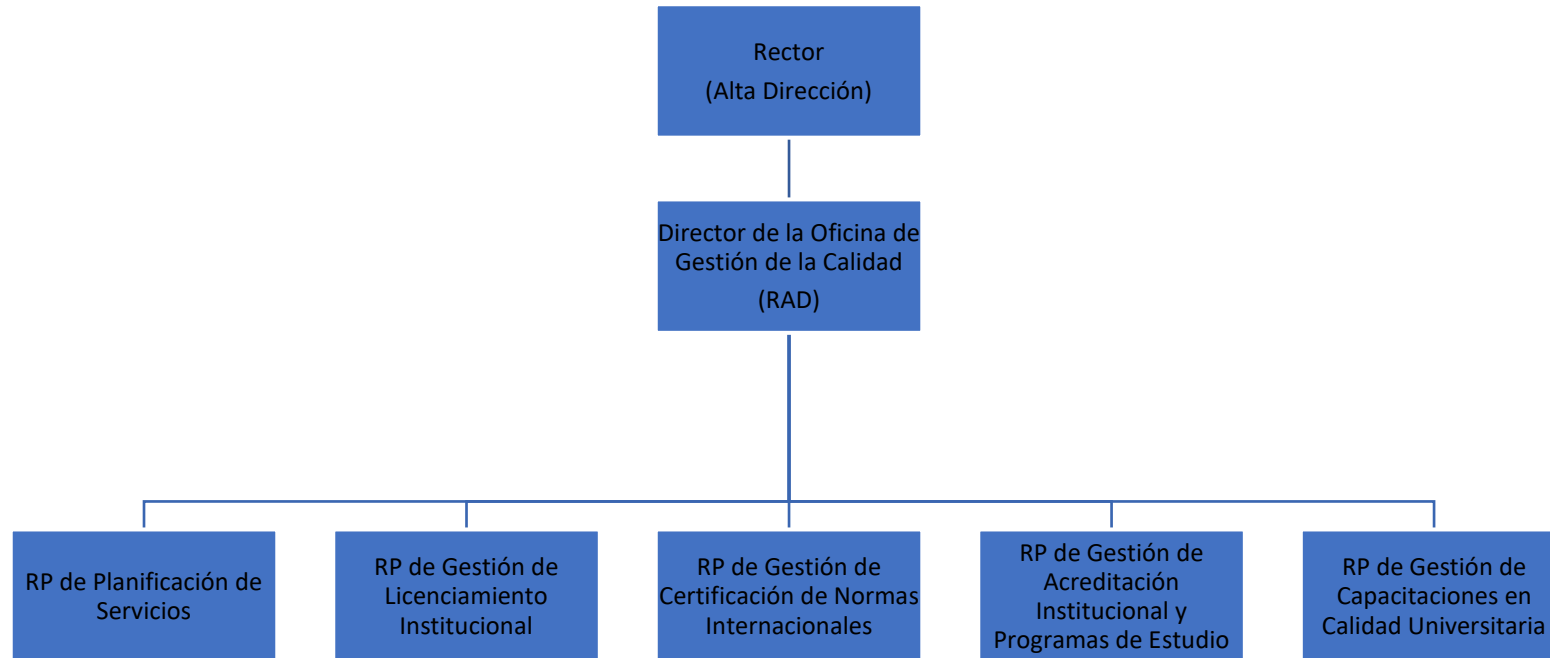 Rector
(Alta Dirección)
Director de la Oficina de
Gestión de la Calidad
(RAD)
RP de Planificación de
Servicios
RP de Gestión de
Licenciamiento
Institucional
RP de Gestión de
Certificación de Normas
Internacionales
RP de Gestión de
Acreditación
Institucional y
Programas de Estudio
RP de Gestión de
Capacitaciones en
Calidad Universitaria